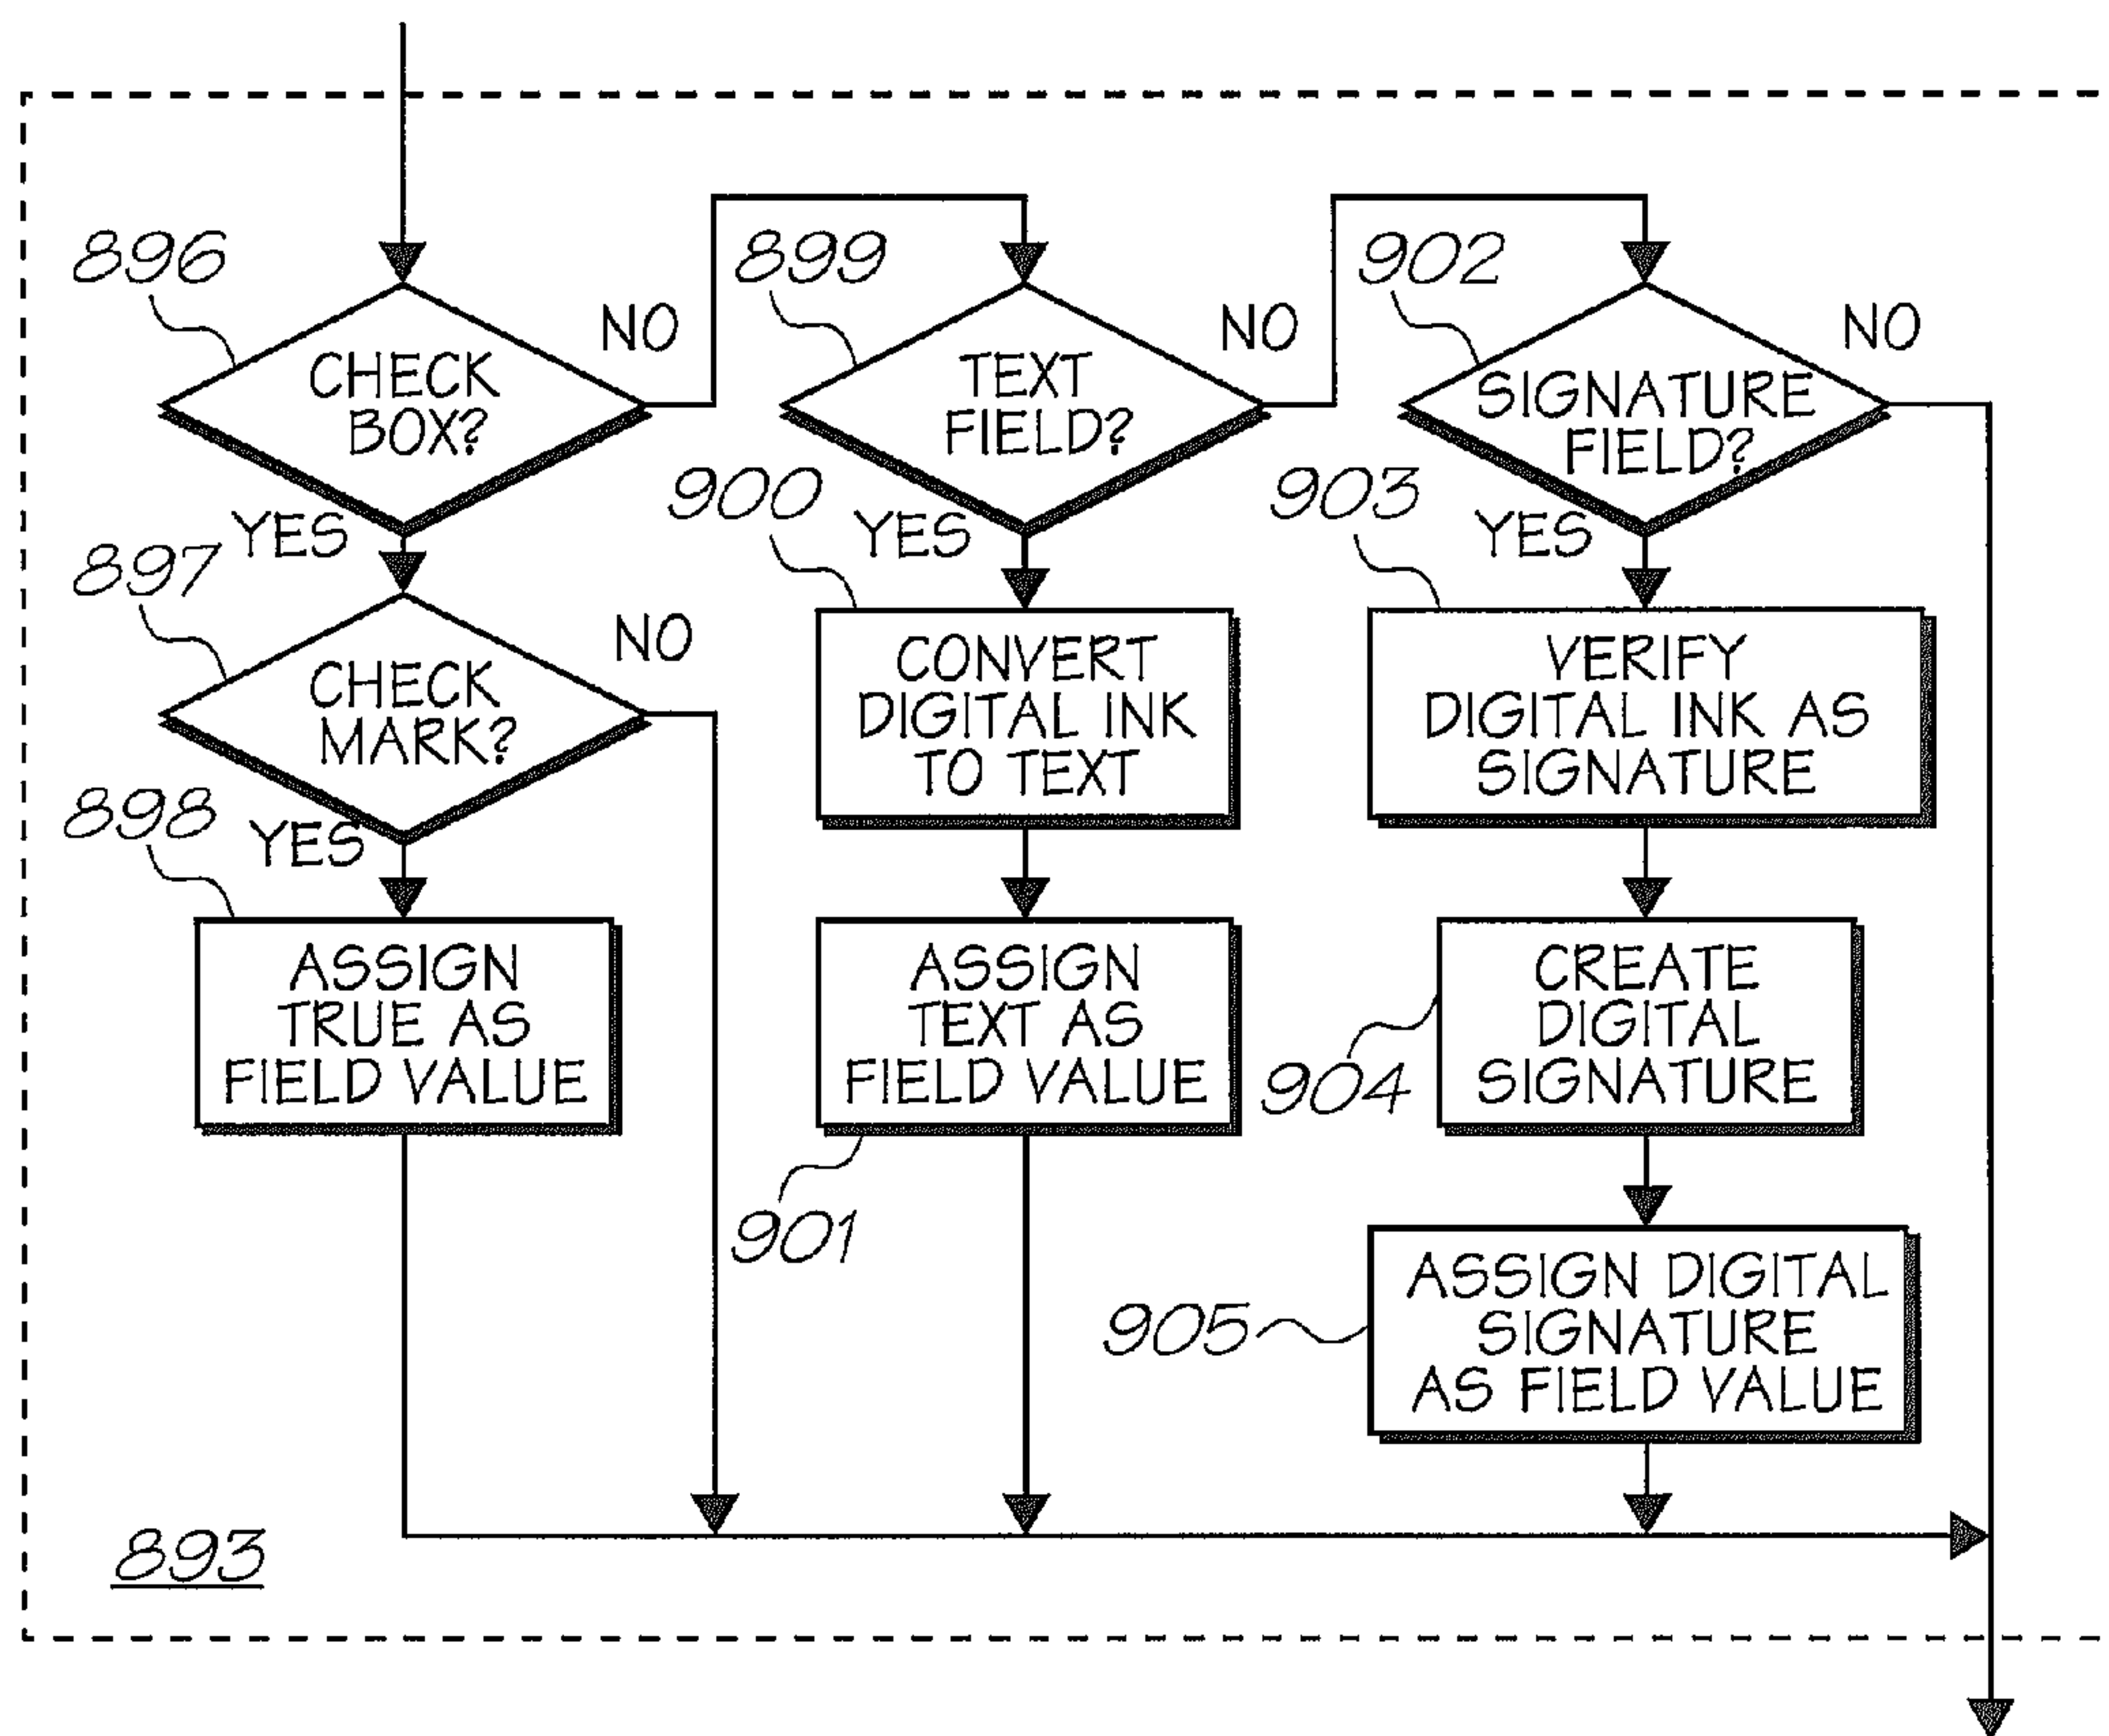 896
CHECK
BOX?
NO
YES
897
CHECK
MARK?
NO
YES
898
ASSIGN
TRUE AS
FIELD VALUE
899
TEXT
FIELD?
NO
YES
900
CONVERT
DIGITAL INK
TO TEXT
ASSIGN
TEXT AS
FIELD VALUE
901
902
SIGNATURE
FIELD?
NO
YES
903
VERIFY
DIGITAL INK AS
SIGNATURE
CREATE
DIGITAL
SIGNATURE
904
ASSIGN DIGITAL
SIGNATURE
AS FIELD VALUE
905
893